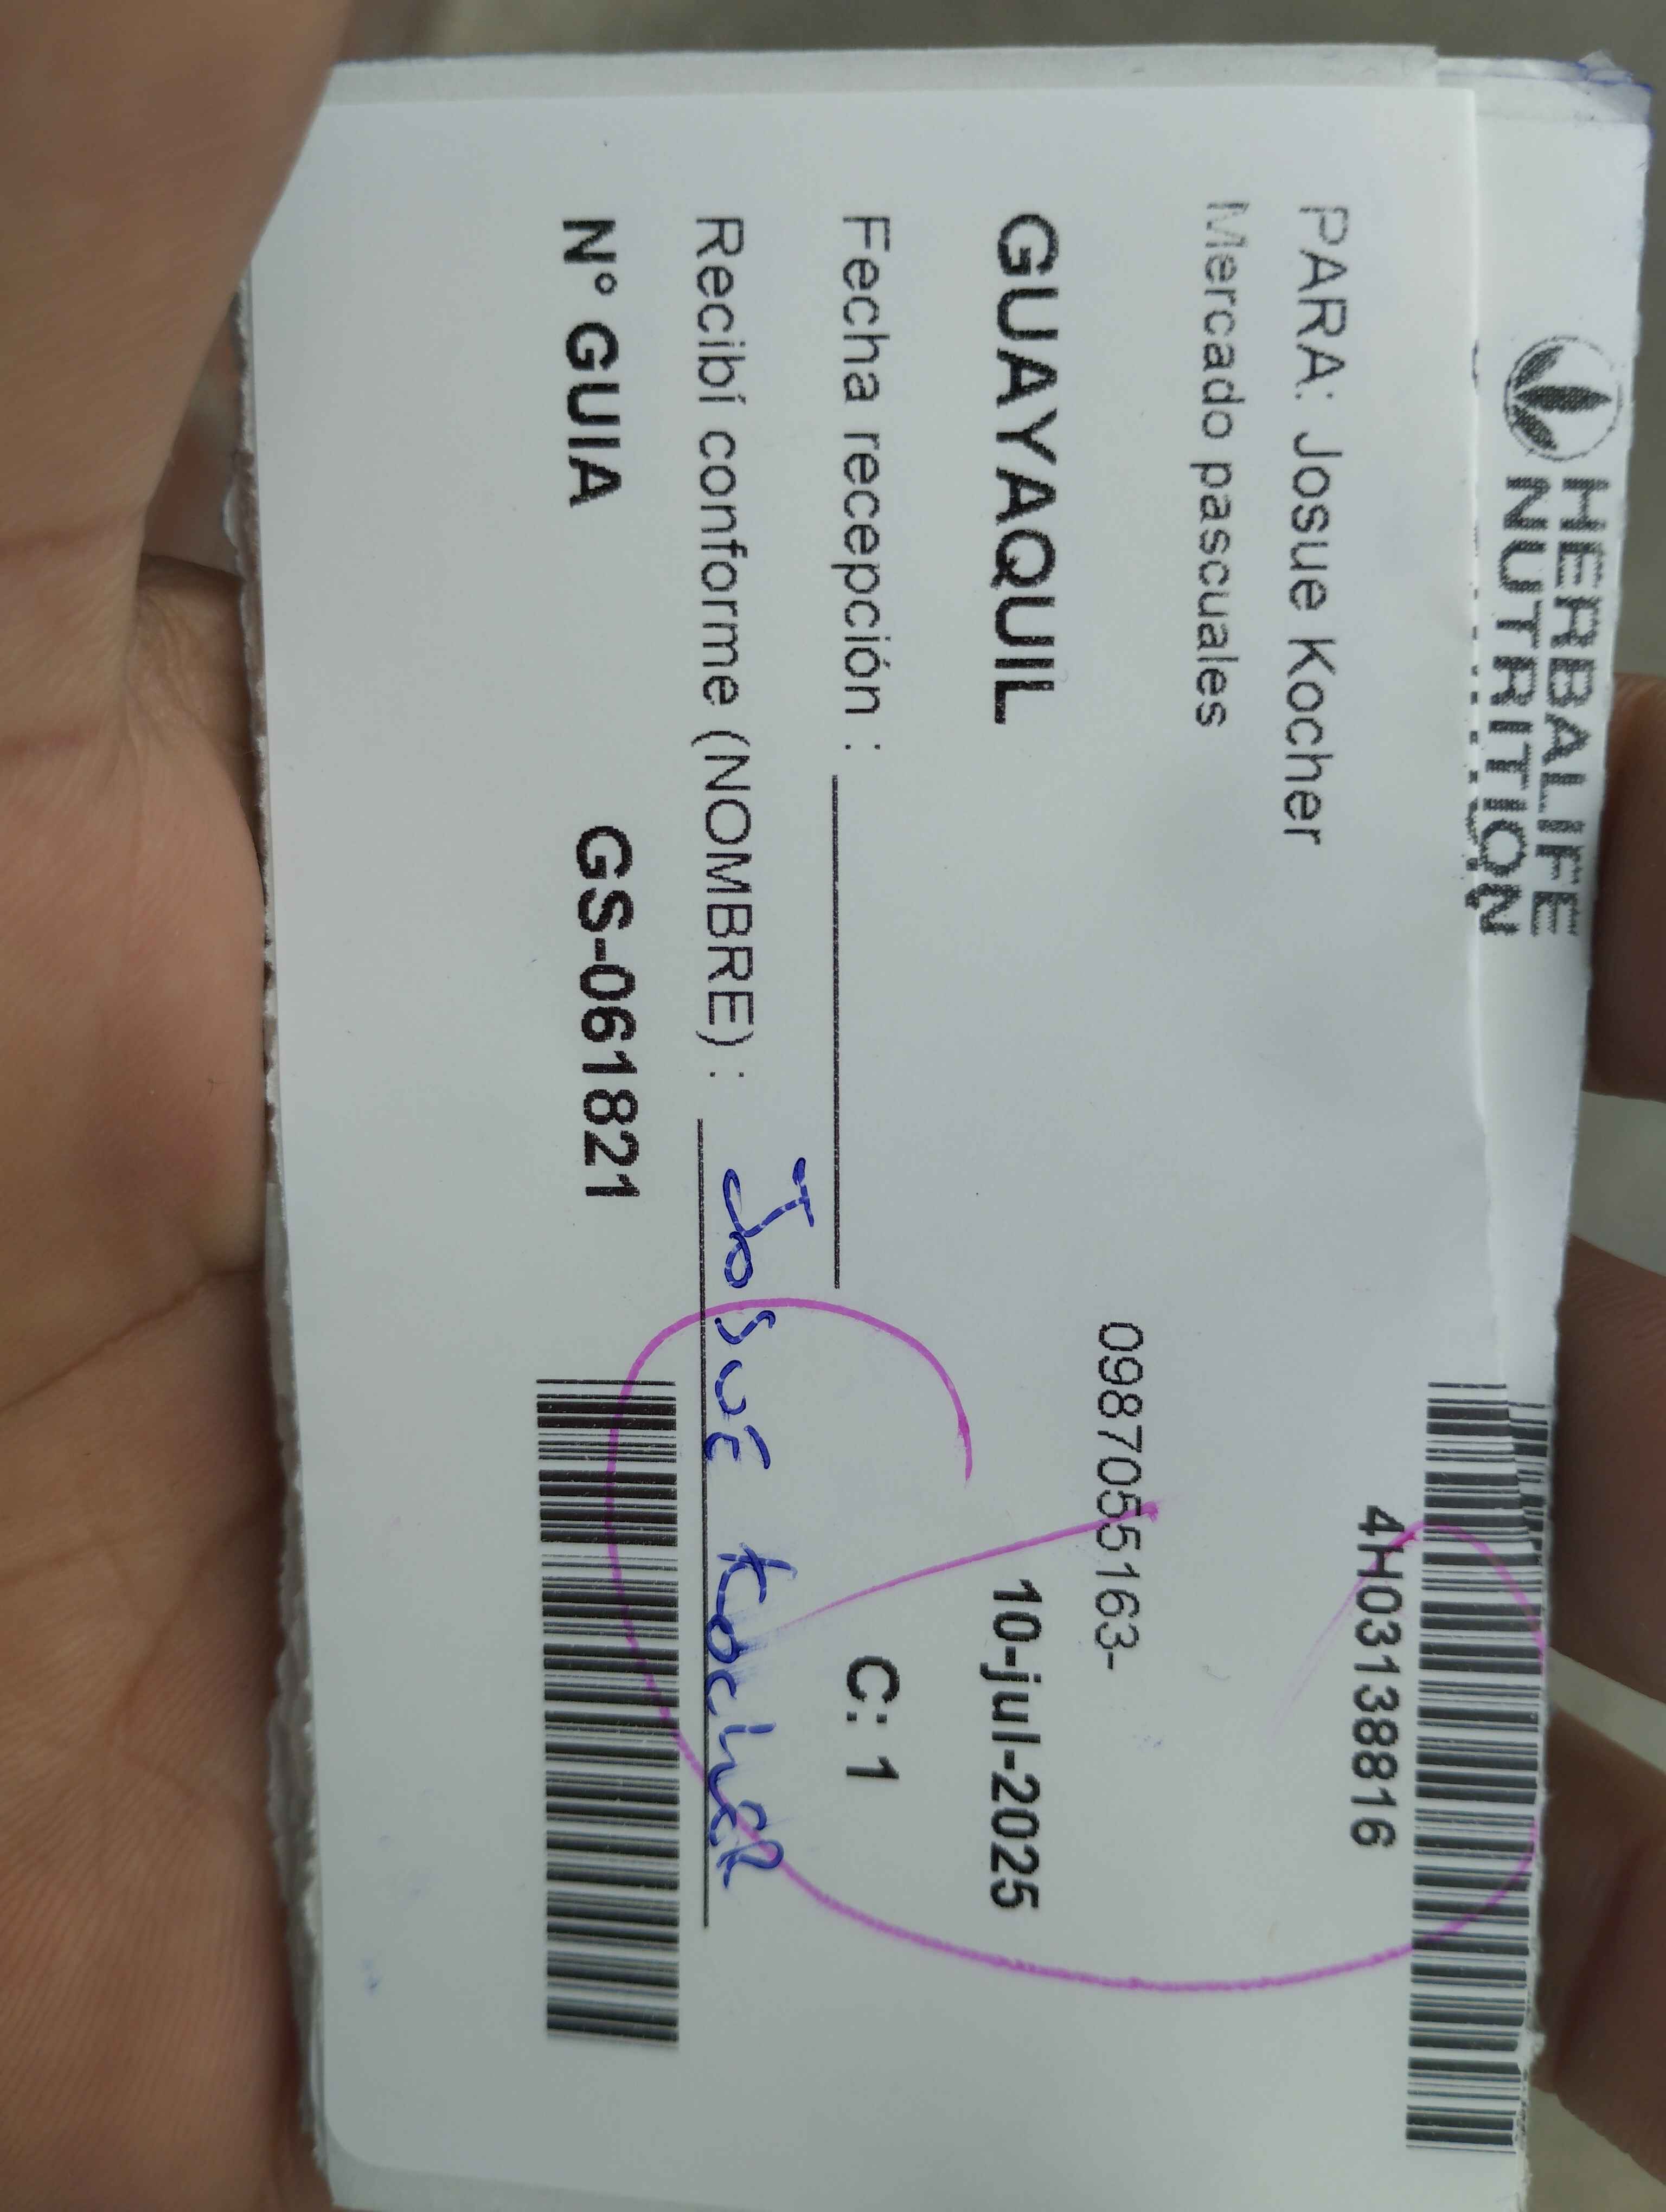 HERBALIFE
NUTRITION
4H03138816
PARA: Josue Kocher
Mercado pascuales
0987055163-
GUAYAQUIL 10-jul-2025
Fecha recepción : C: 1
Recibí conforme (NOMBRE) : Josué Kocher
N° GUIA GS-061821